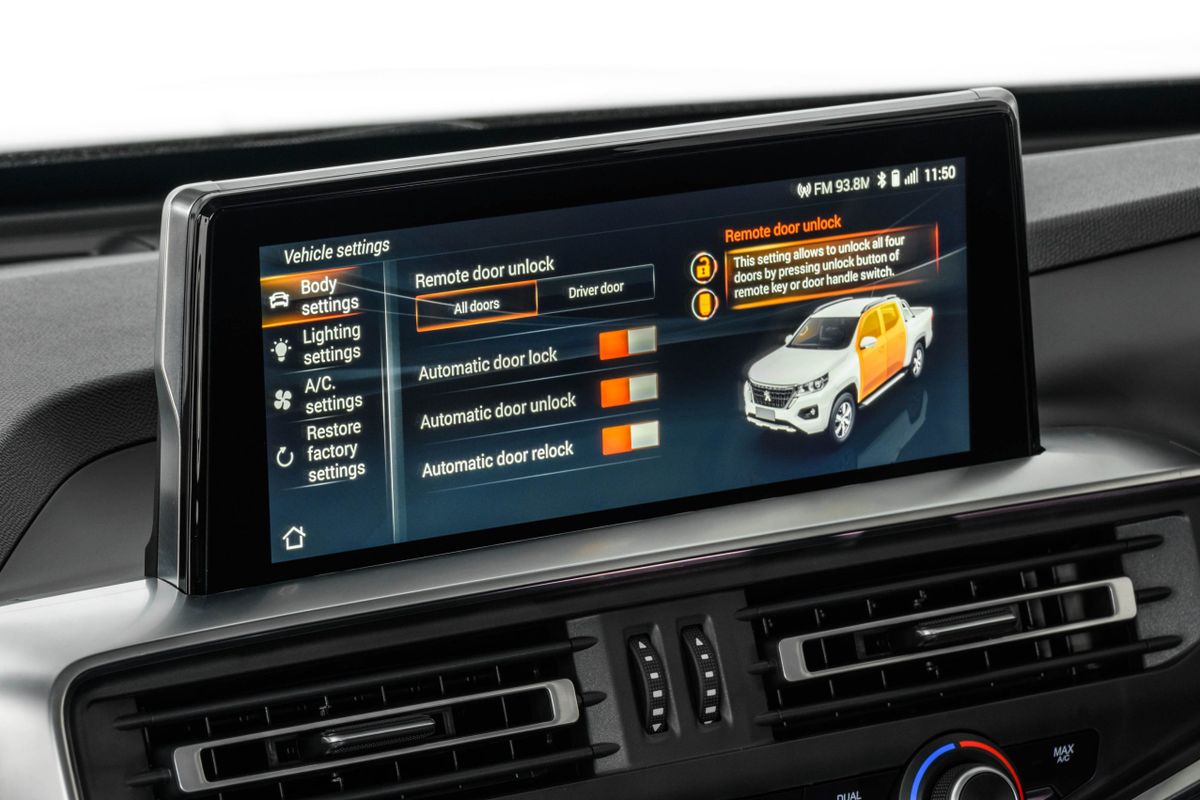 FM 93.8M 11:50
Vehicle settings
Body
settings
Lighting
settings
A/C.
settings
Restore
factory
settings
Remote door unlock
All doors
Driver door
Automatic door lock
Automatic door unlock
Automatic door relock
Remote door unlock
This setting allows to unlock all four
doors by pressing unlock button of
remote key or door handle switch.
DUAL
MAX
A/C